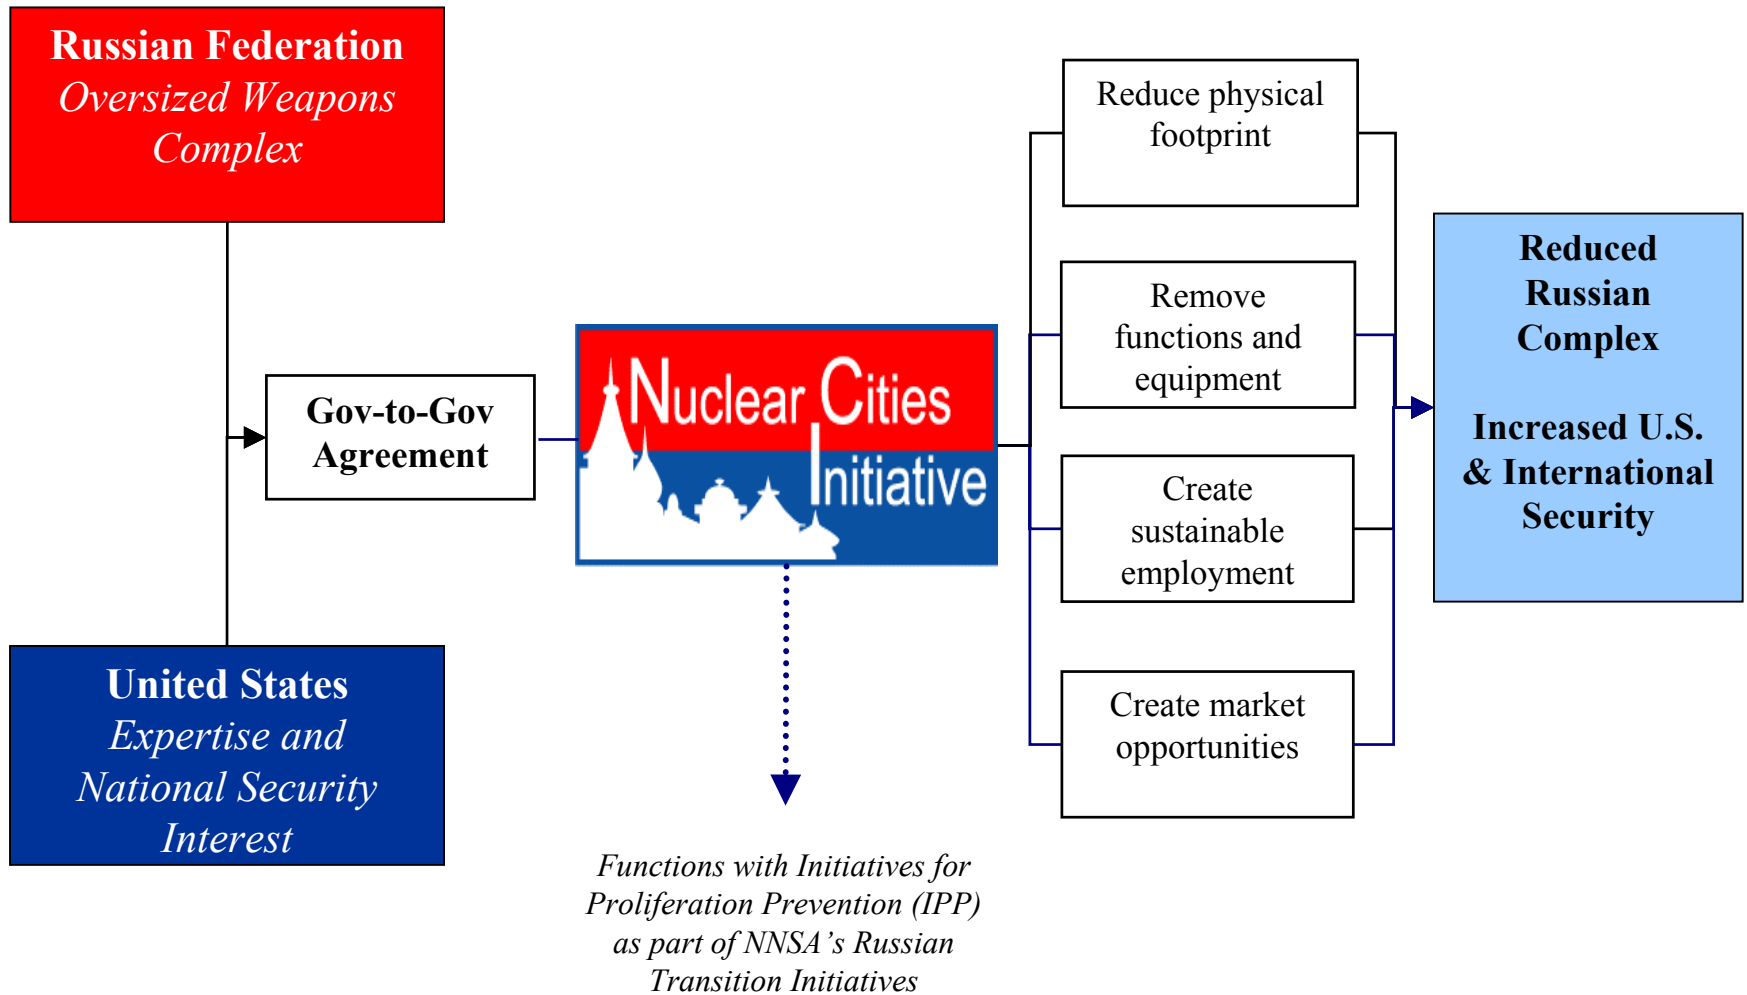 Russian Federation
Oversized Weapons
Complex
Gov-to-Gov
Agreement
United States
Expertise and
National Security
Interest
Nuclear Cities
Initiative
Functions with Initiatives for
Proliferation Prevention (IPP)
as part of NNSA’s Russian
Transition Initiatives
Reduce physical
footprint
Remove
functions and
equipment
Create
sustainable
employment
Create market
opportunities
Reduced
Russian
Complex
Increased U.S.
& International
Security